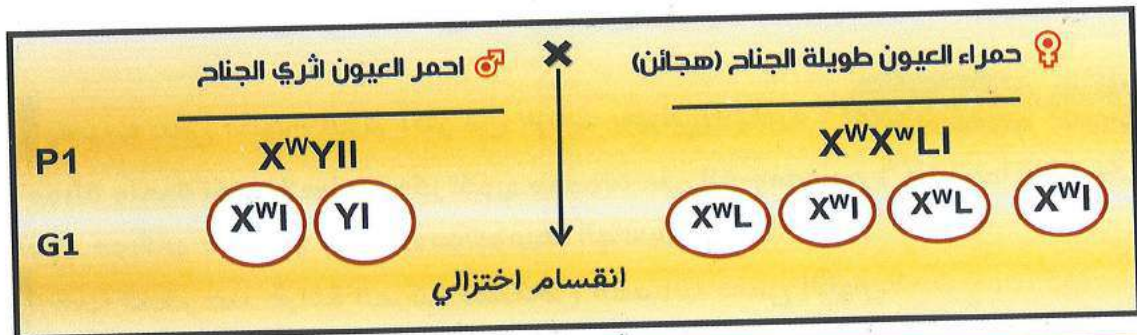 ♀ حمراء العيون طويلة الجناح (هجائن) × ♂ احمر العيون اثري الجناح
P1 XᵂYll XᵂXʷLl
G1 Xᵂl Yl XʷL Xʷl XᵂL Xᵂl
انقسام اختزالي